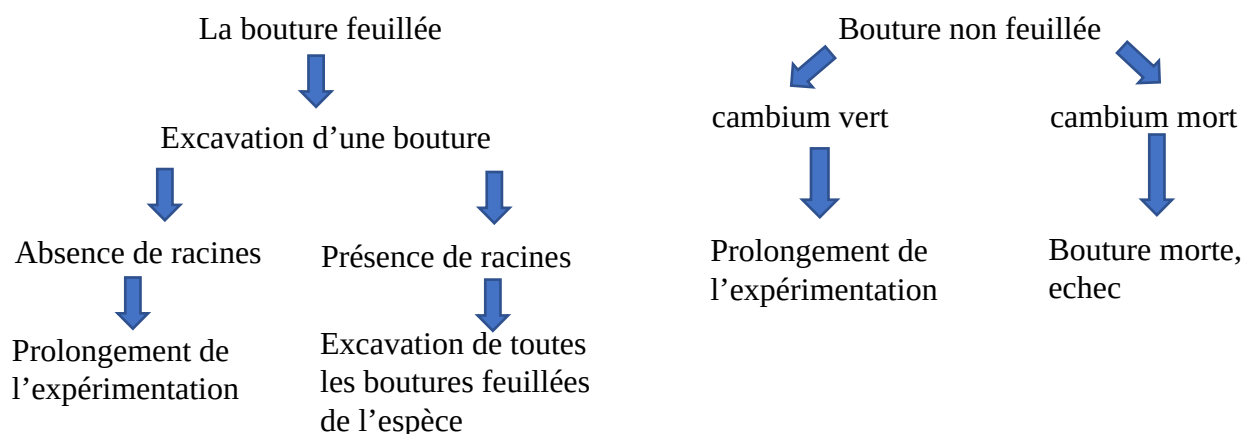 La bouture feuillée
Excavation d’une bouture
Absence de racines
Prolongement de
l’expérimentation
Présence de racines
Excavation de toutes
les boutures feuillées
de l’espèce
Bouture non feuillée
cambium vert
Prolongement de
l’expérimentation
cambium mort
Bouture morte,
echec